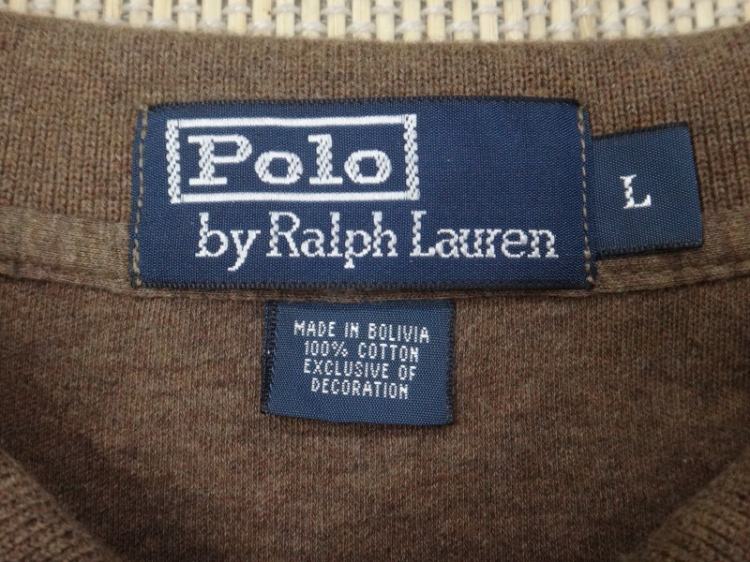 Polo
by Ralph Lauren
L
MADE IN BOLIVIA
100% COTTON
EXCLUSIVE OF
DECORATION